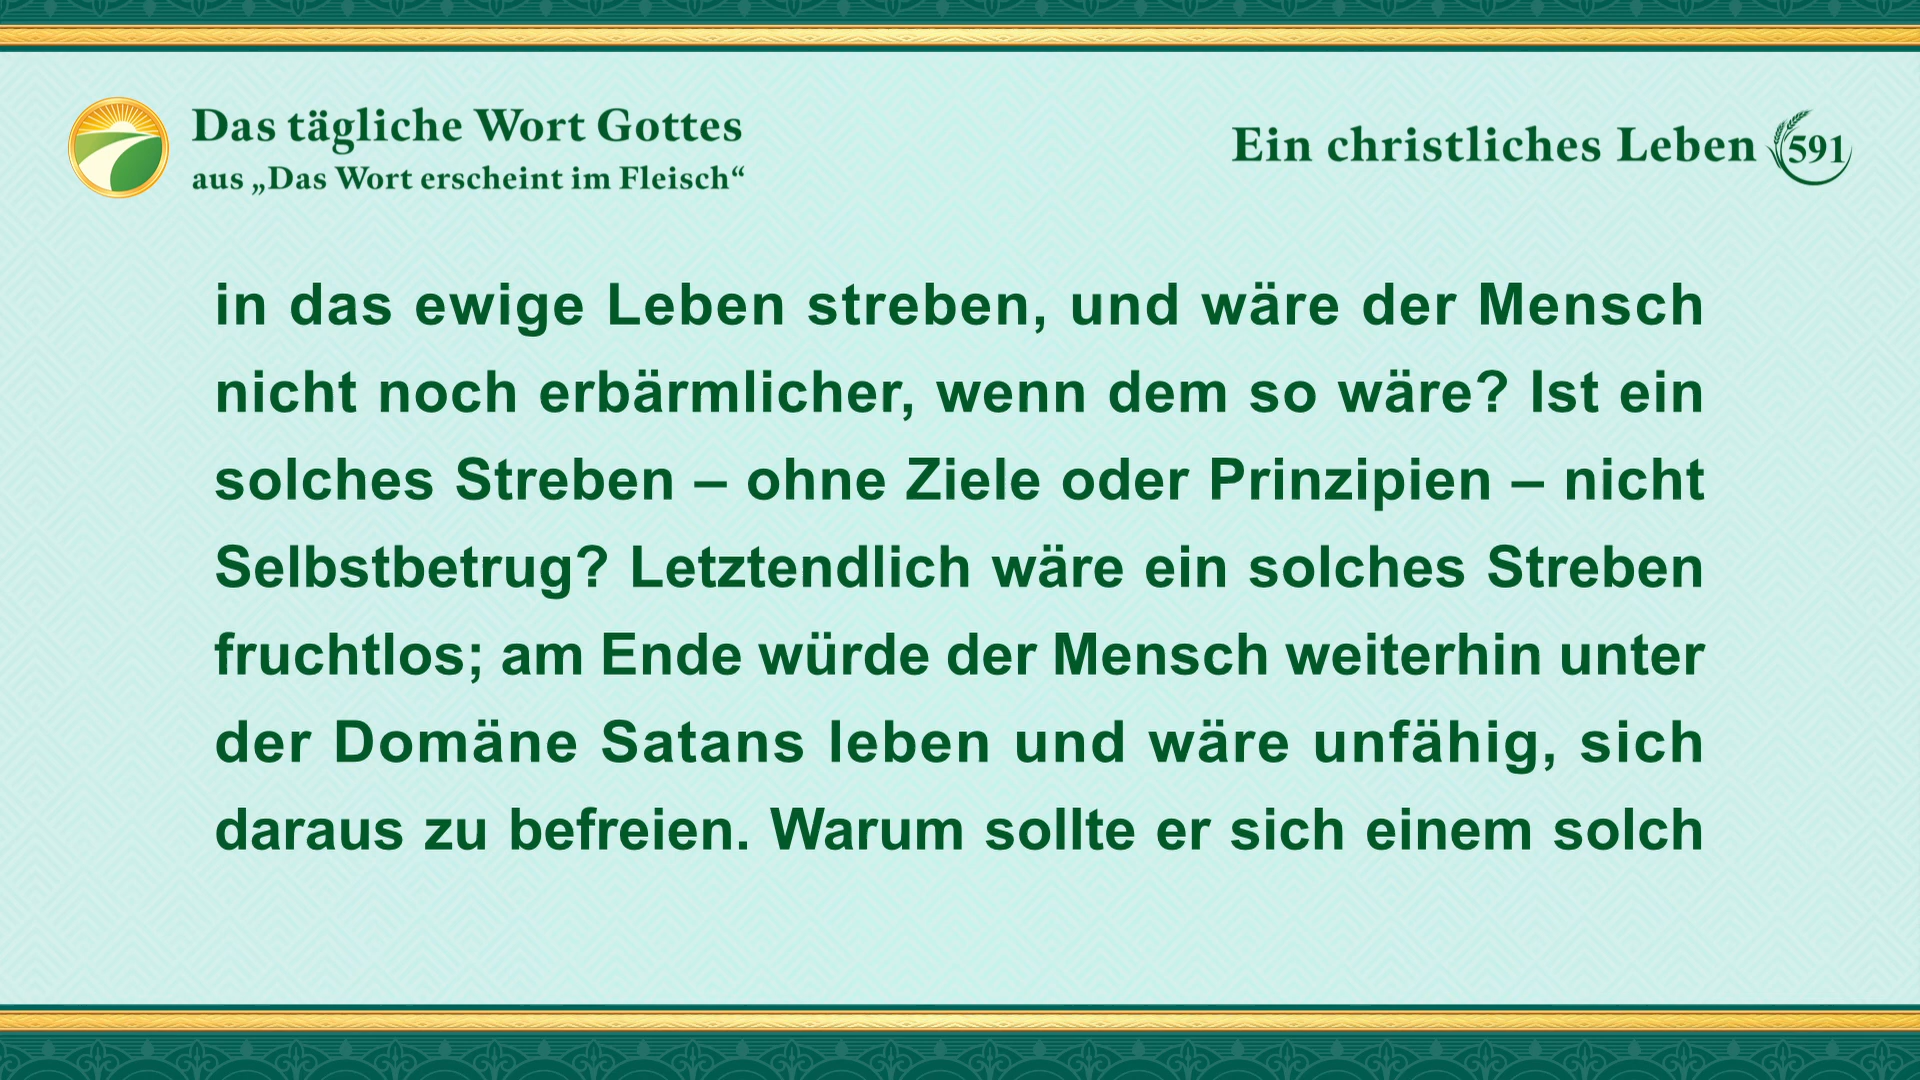 Das tägliche Wort Gottes
aus „Das Wort erscheint im Fleisch“
Ein christliches Leben 591
in das ewige Leben streben, und wäre der Mensch
nicht noch erbärmlicher, wenn dem so wäre? Ist ein
solches Streben – ohne Ziele oder Prinzipien – nicht
Selbstbetrug? Letztendlich wäre ein solches Streben
fruchtlos; am Ende würde der Mensch weiterhin unter
der Domäne Satans leben und wäre unfähig, sich
daraus zu befreien. Warum sollte er sich einem solch